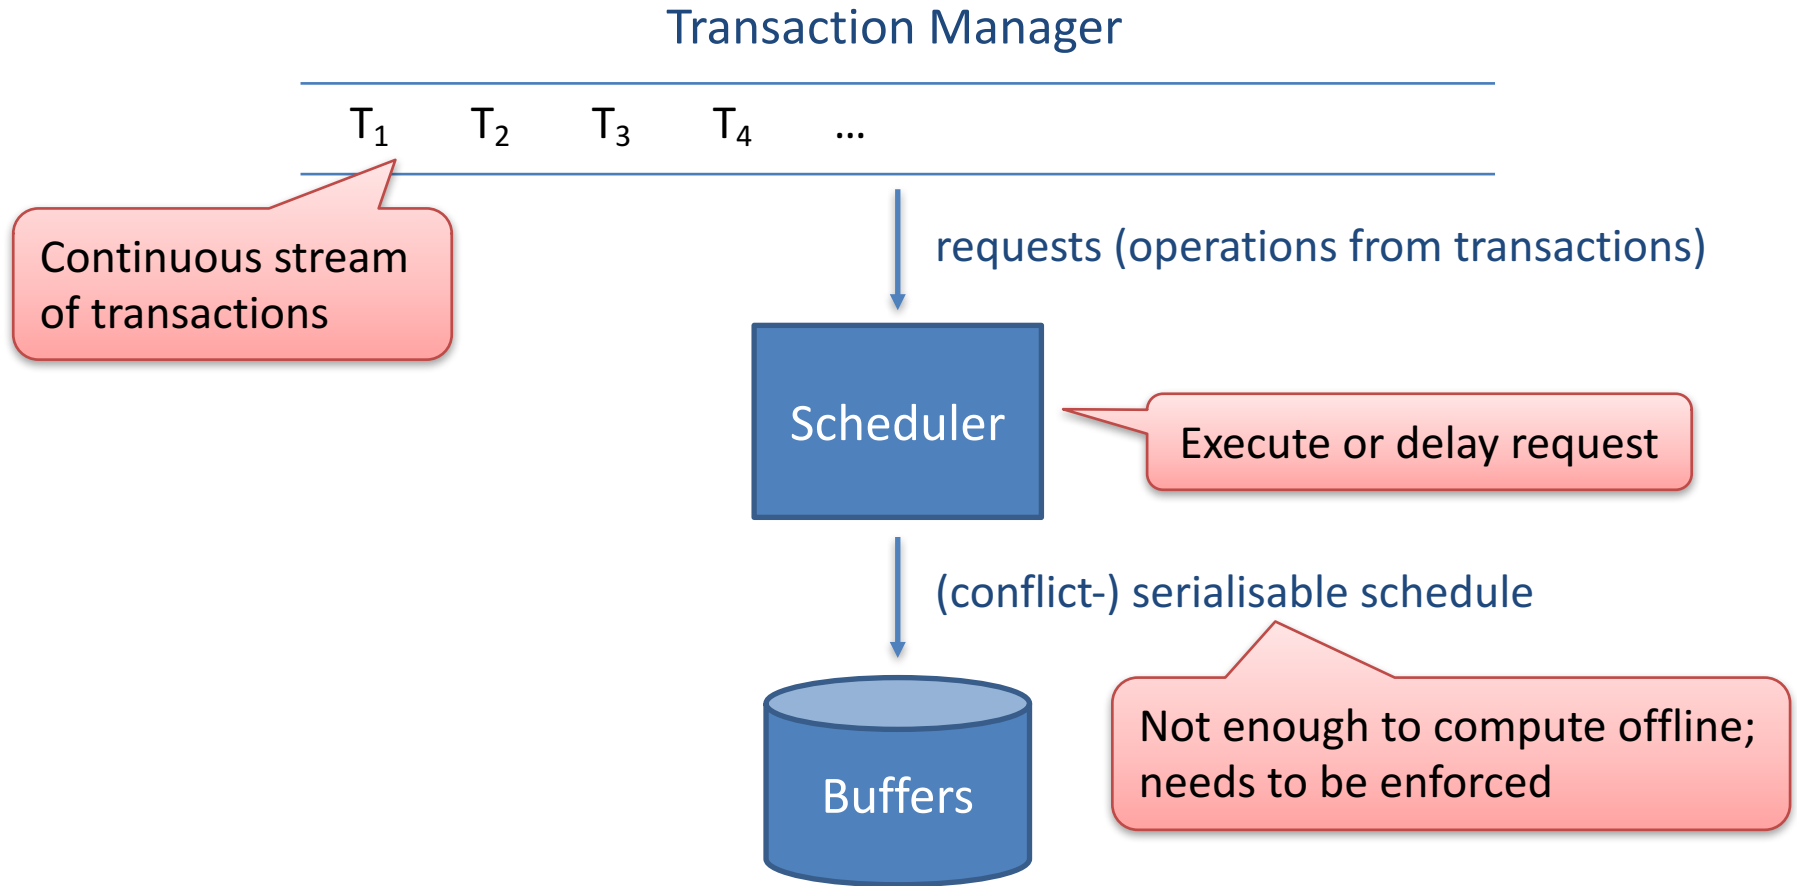 Transaction Manager
T₁ T₂ T₃ T₄ ...
Continuous stream
of transactions
requests (operations from transactions)
Scheduler
Execute or delay request
(conflict-) serialisable schedule
Not enough to compute offline;
needs to be enforced
Buffers